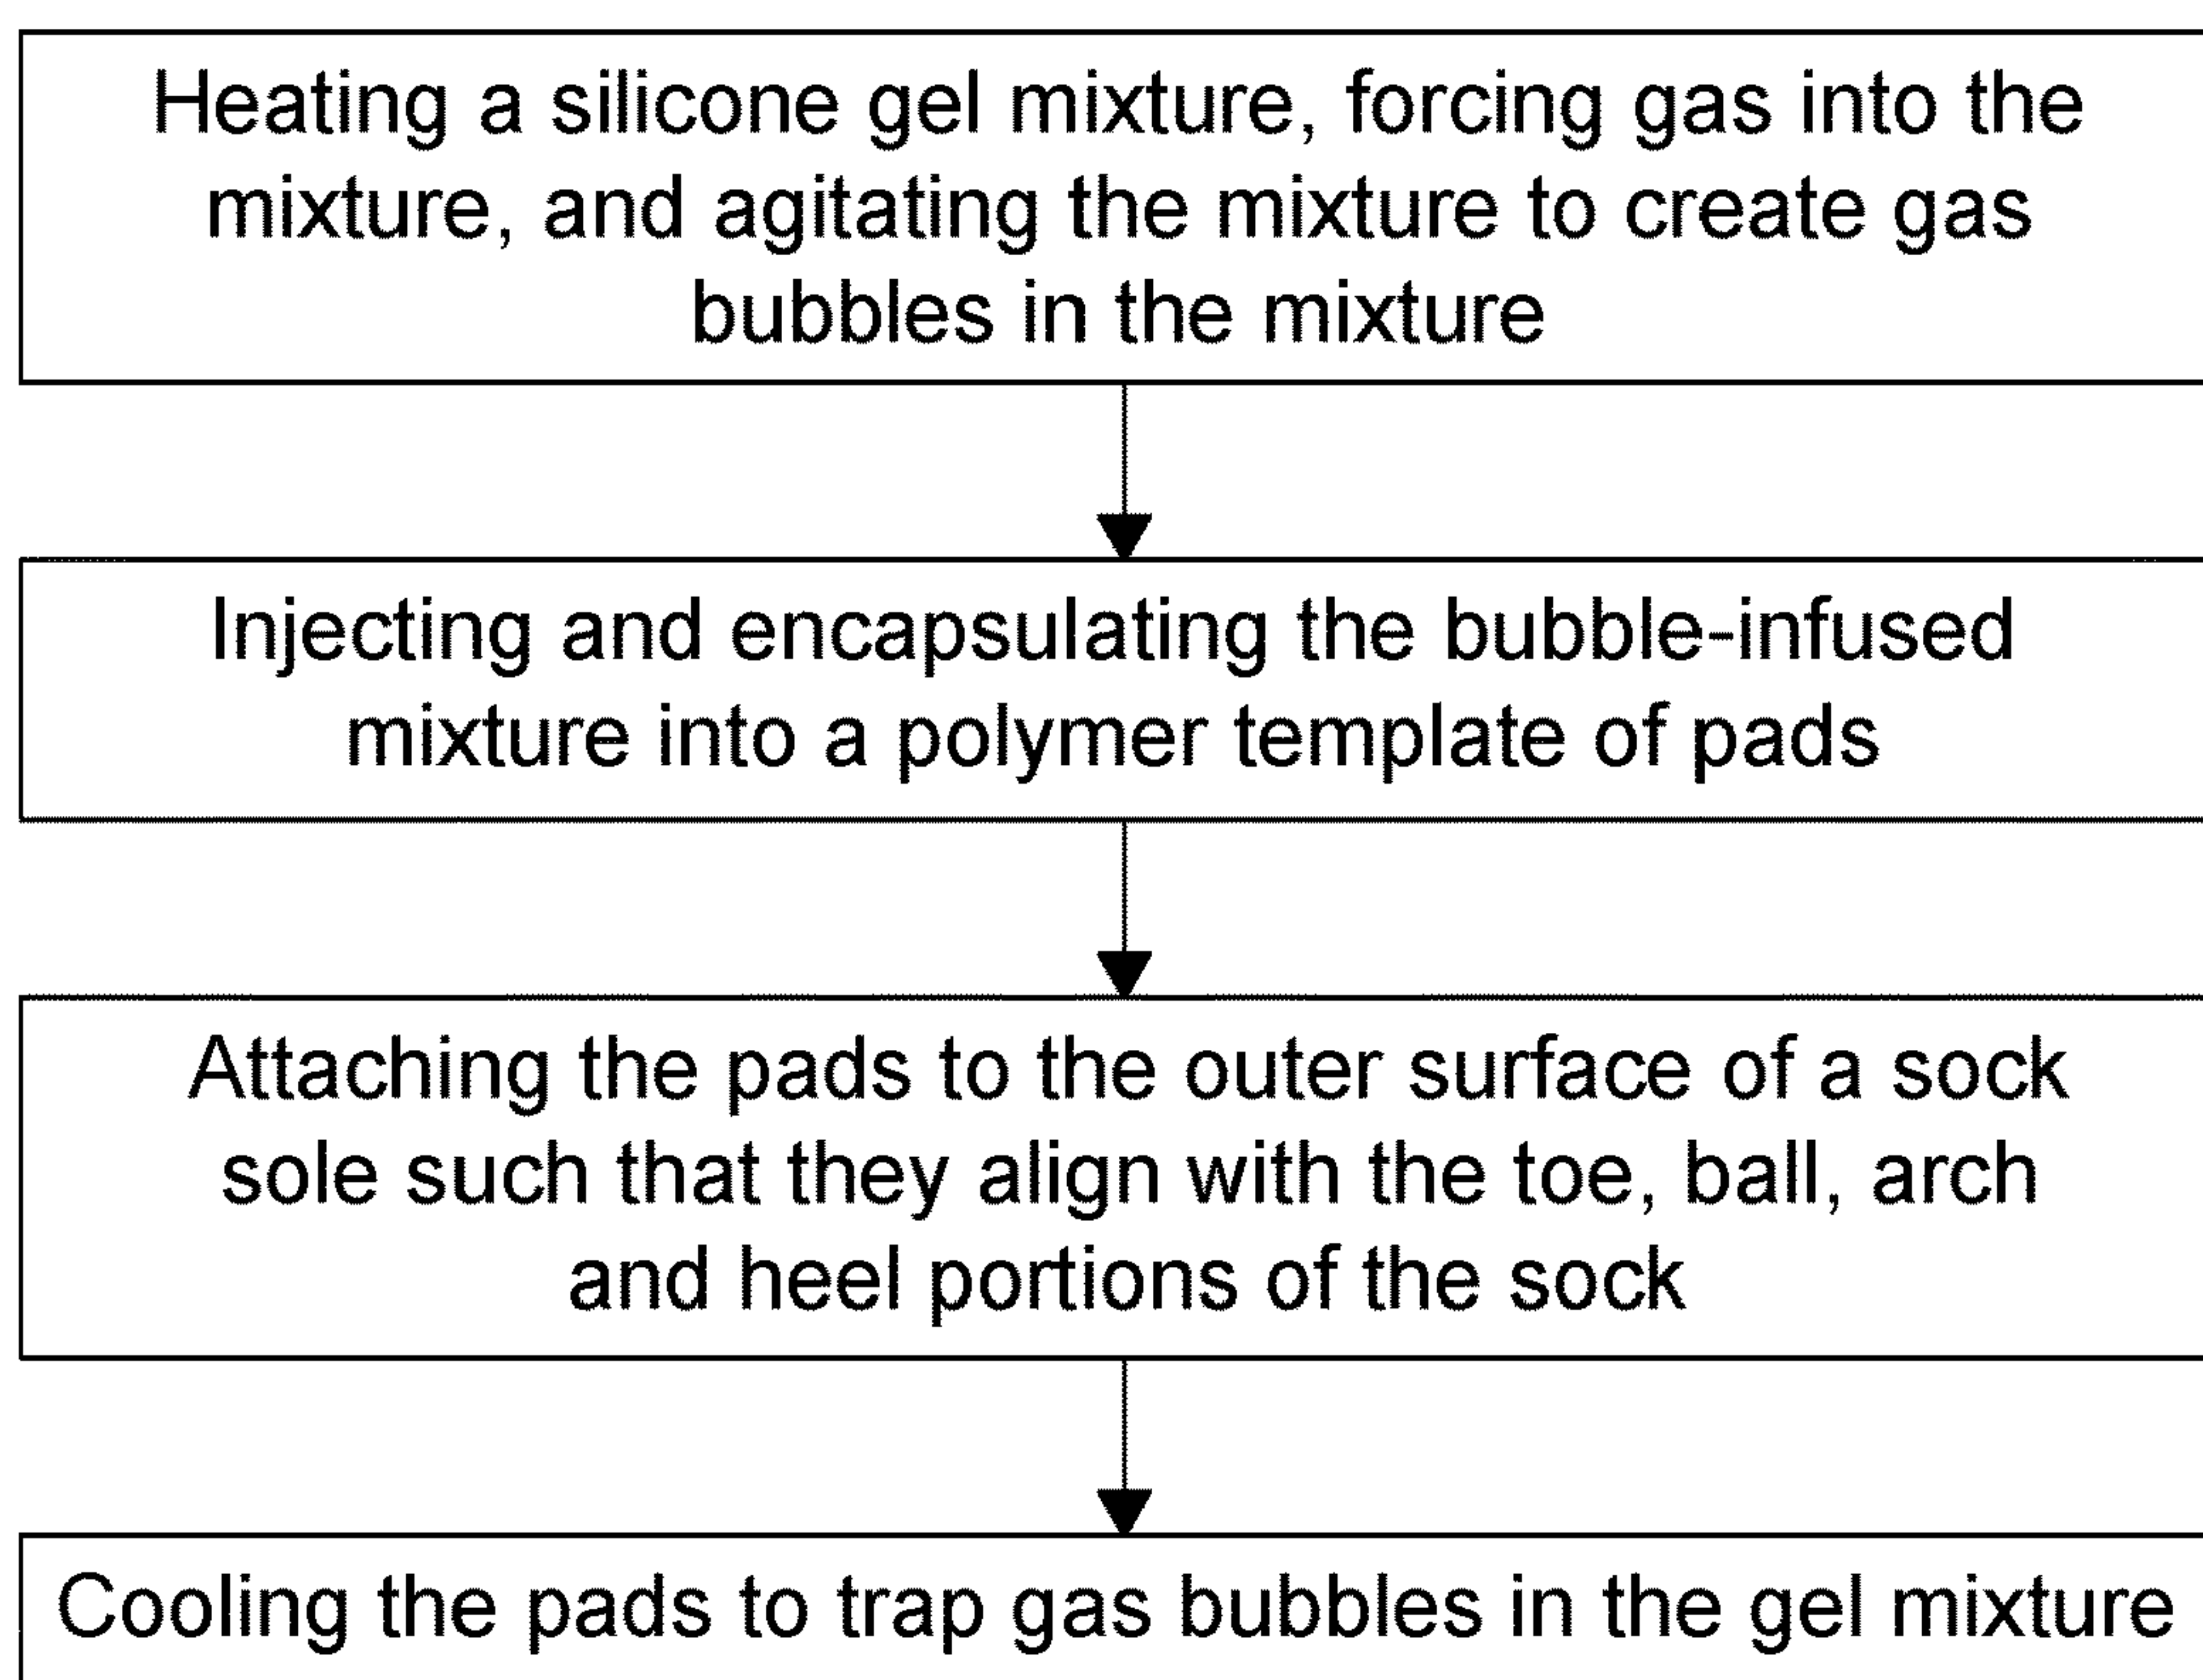 Heating a silicone gel mixture, forcing gas into the
mixture, and agitating the mixture to create gas
bubbles in the mixture
Injecting and encapsulating the bubble-infused
mixture into a polymer template of pads
Attaching the pads to the outer surface of a sock
sole such that they align with the toe, ball, arch
and heel portions of the sock
Cooling the pads to trap gas bubbles in the gel mixture